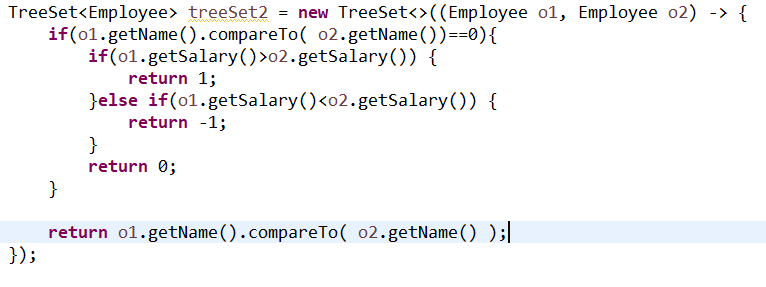 TreeSet<Employee> treeSet2 = new TreeSet<>((Employee o1, Employee o2) -> {
    if(o1.getName().compareTo( o2.getName())==0){
        if(o1.getSalary()>o2.getSalary()) {
            return 1;
        }else if(o1.getSalary()<o2.getSalary()) {
            return -1;
        }
        return 0;
    }

    return o1.getName().compareTo( o2.getName() );
});